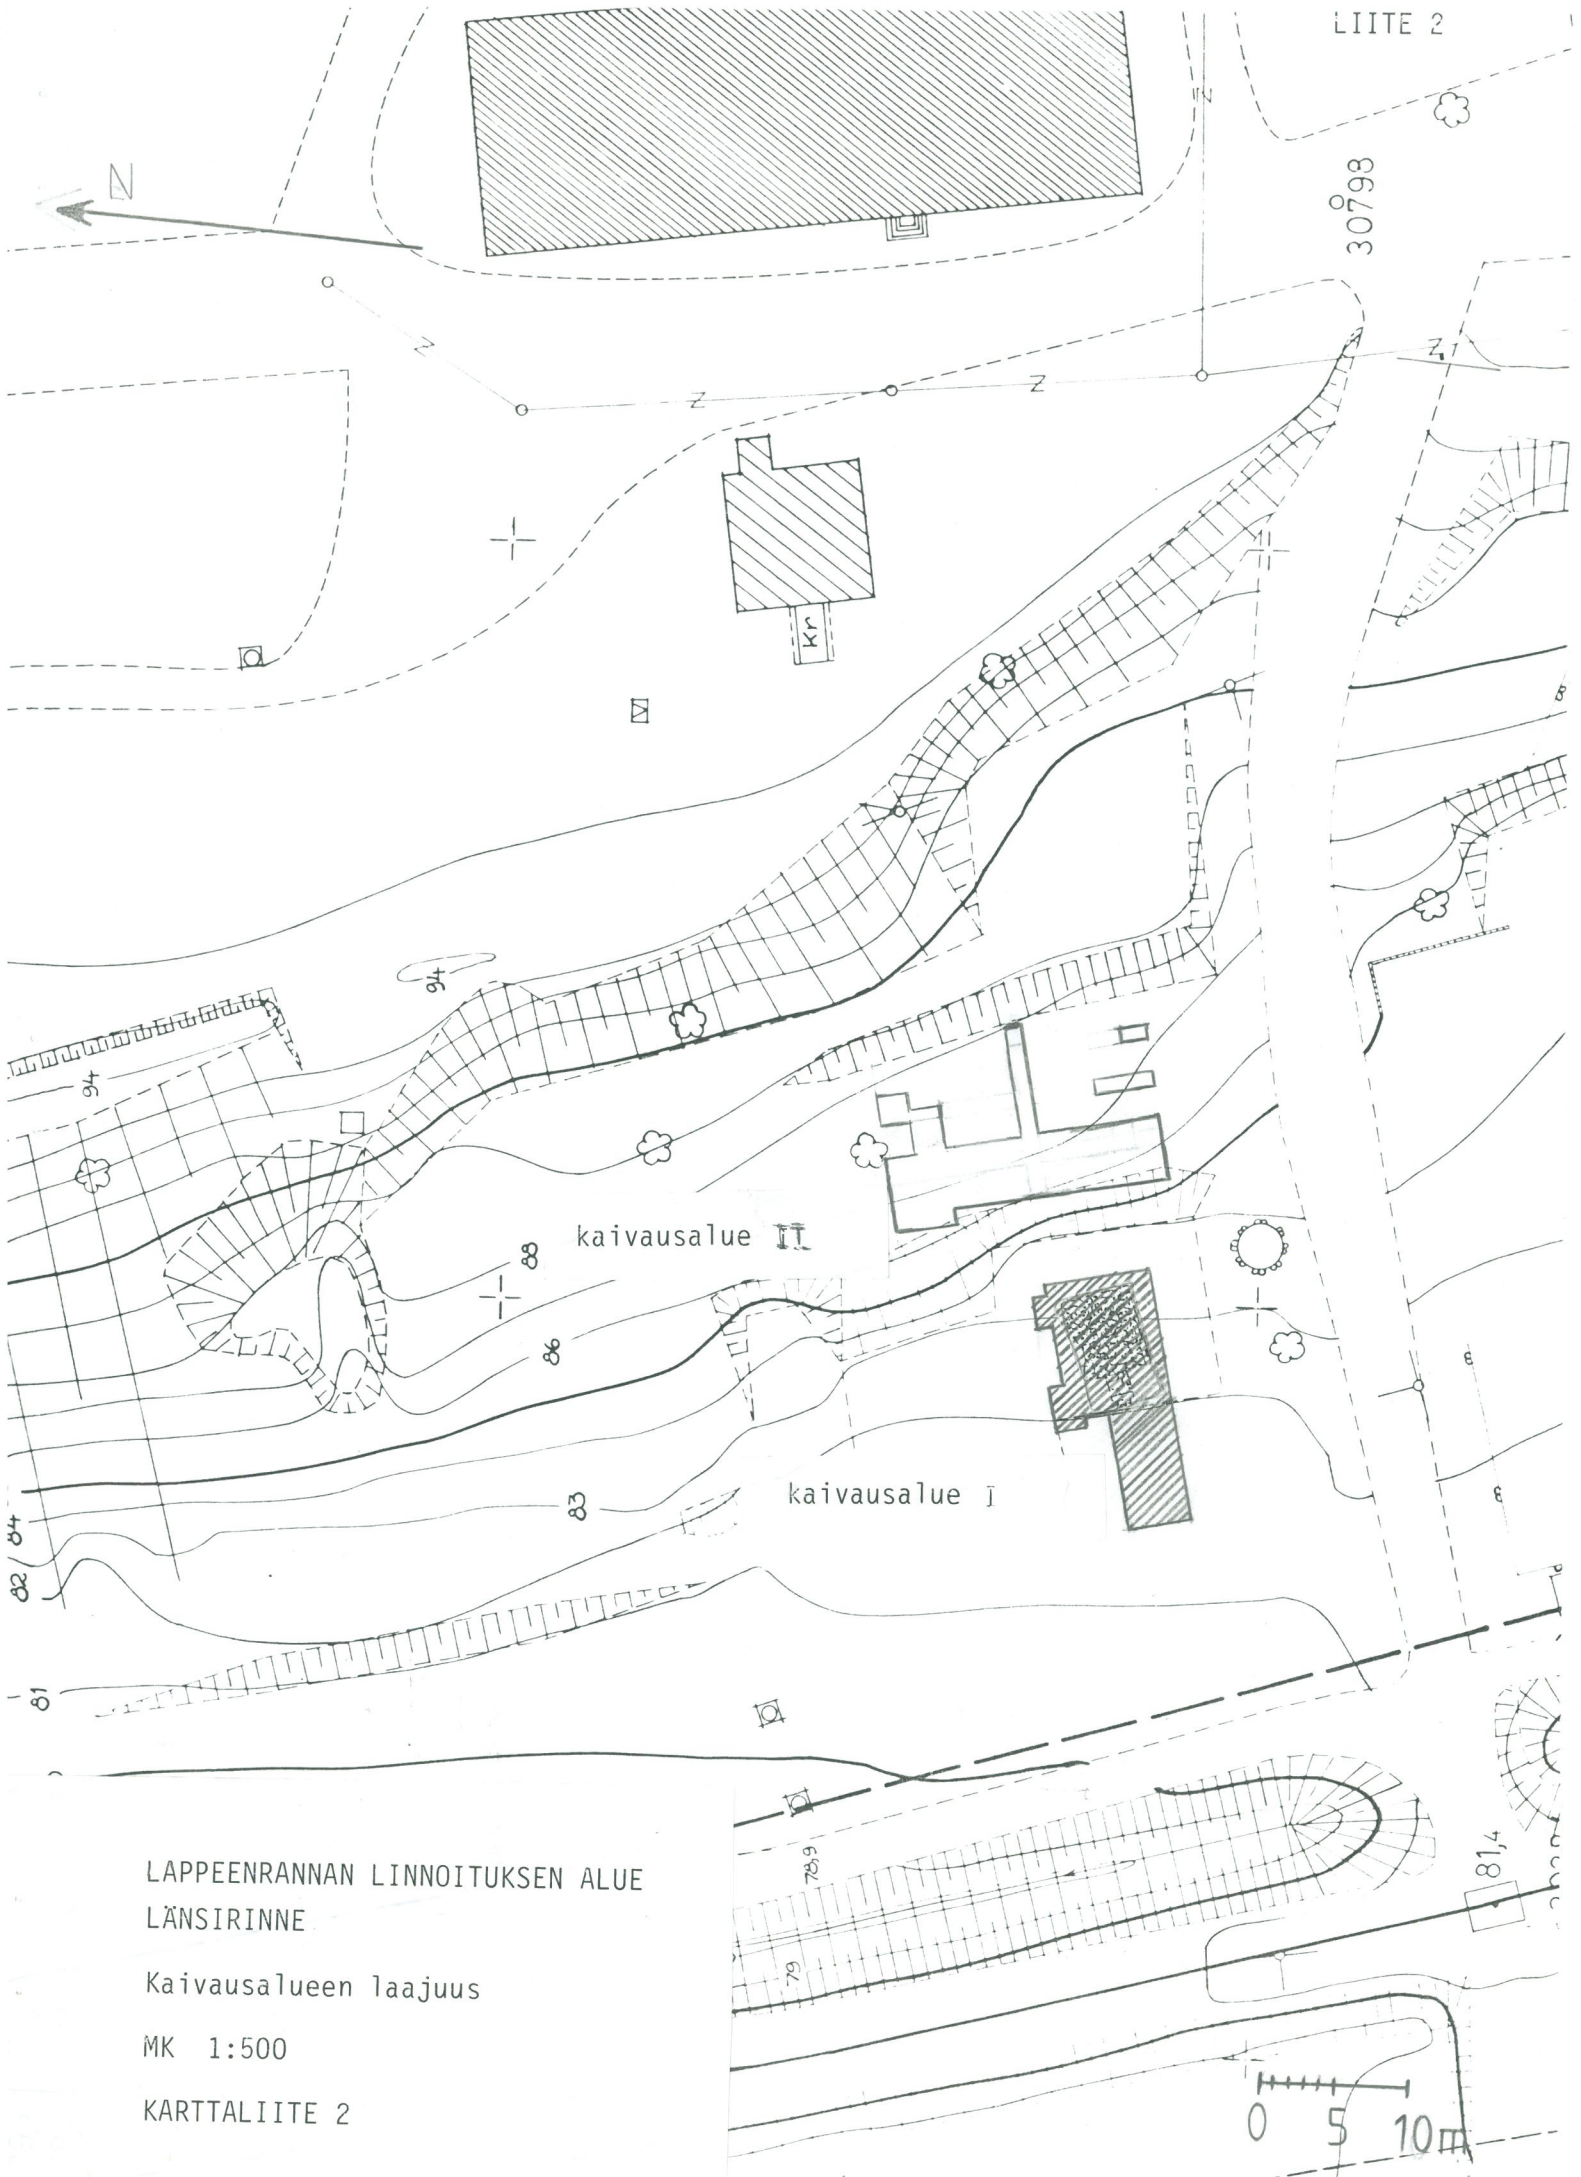 LIITE 2
N
30798
Z
Z
Z
Z
Z
Kr
94
94
kaivausalue II
88
86
kaivausalue I
83
84
82
81
78,9
79
81,4
LAPPEENRANNAN LINNOITUKSEN ALUE
LÄNSIRINNE
Kaivausalueen laajuus
MK 1:500
KARTTALIITE 2
0 5 10m